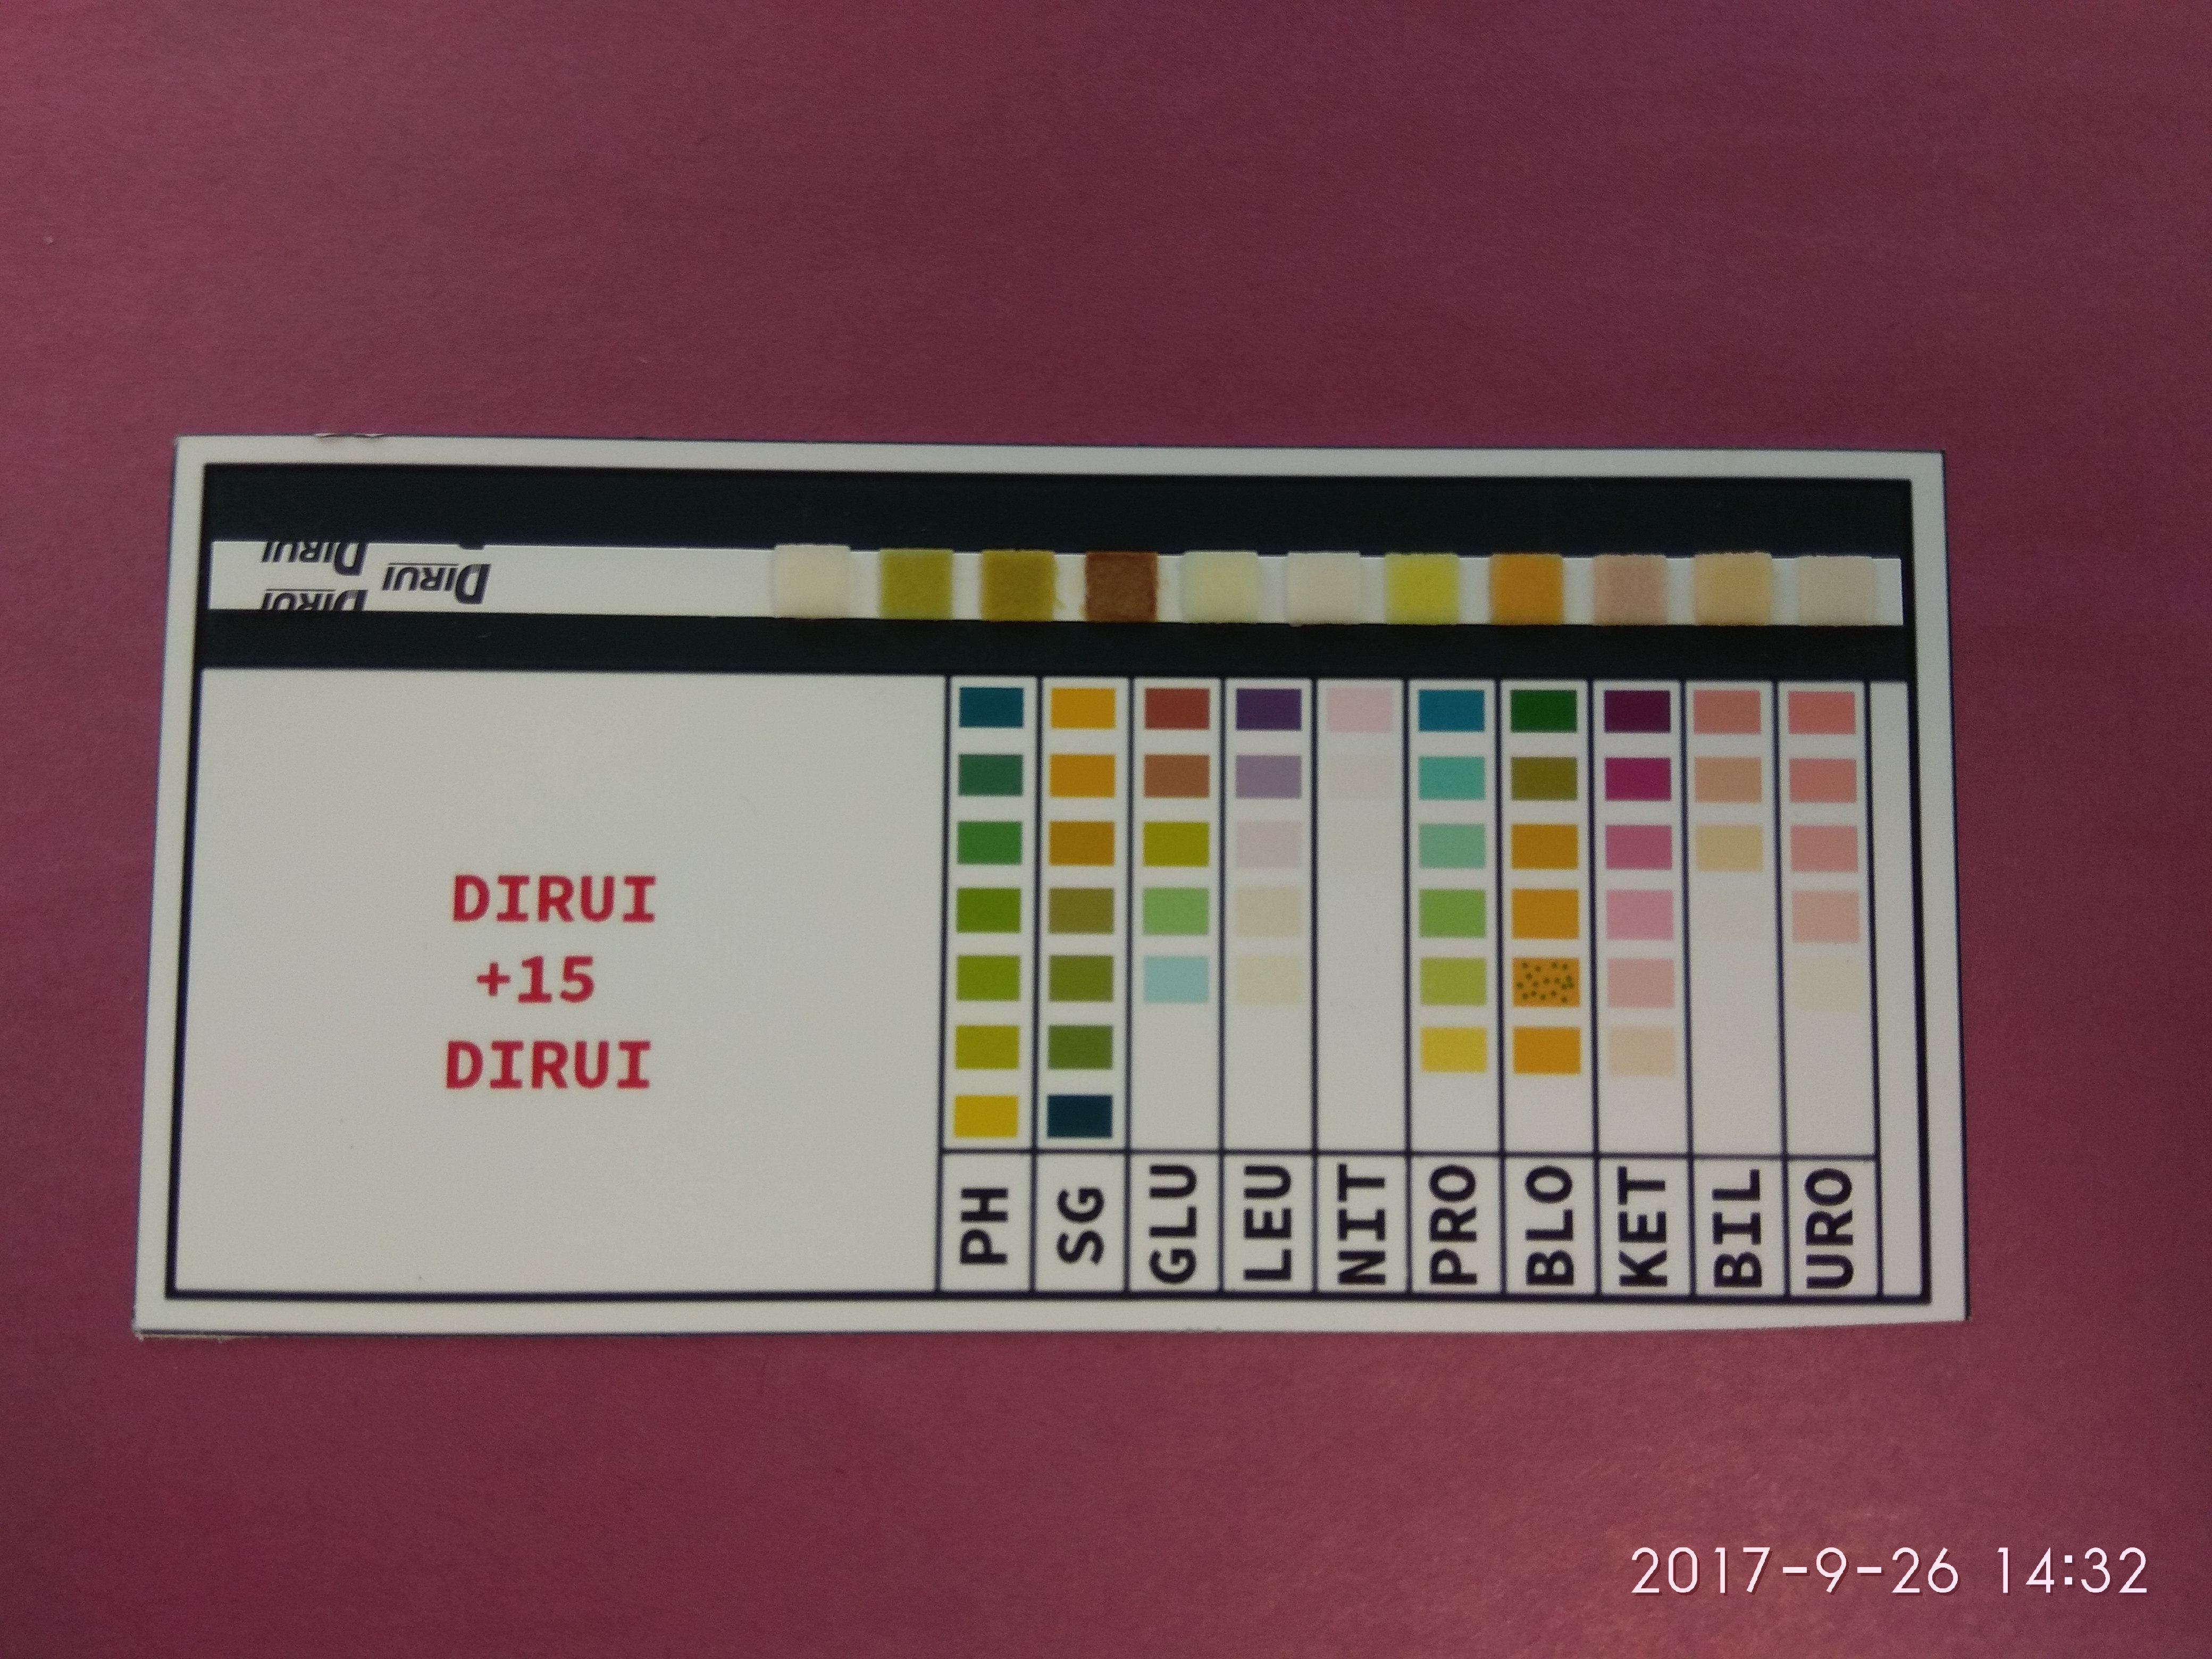 DIRUI
DIRUI
DIRUI
DIRUI
+15
DIRUI
PH SG GLU LEU NIT PRO BLO KET BIL URO
2017-9-26 14:32